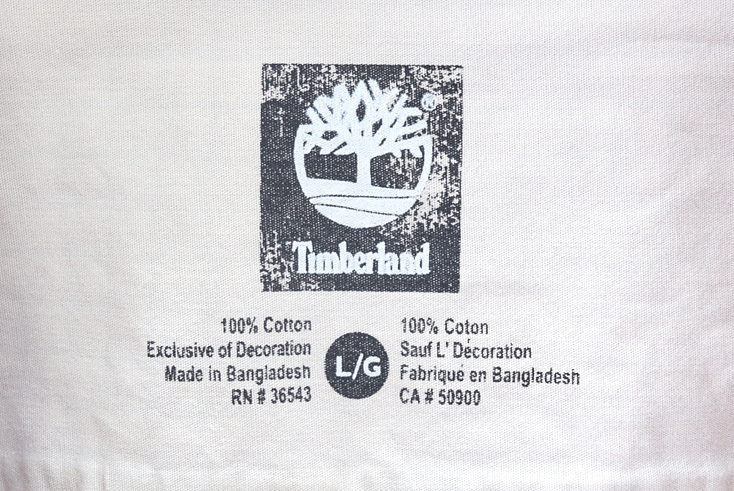 ®
Timberland
100% Cotton
Exclusive of Decoration
Made in Bangladesh
RN # 36543
L/G
100% Coton
Sauf L' Décoration
Fabriqué en Bangladesh
CA # 50900